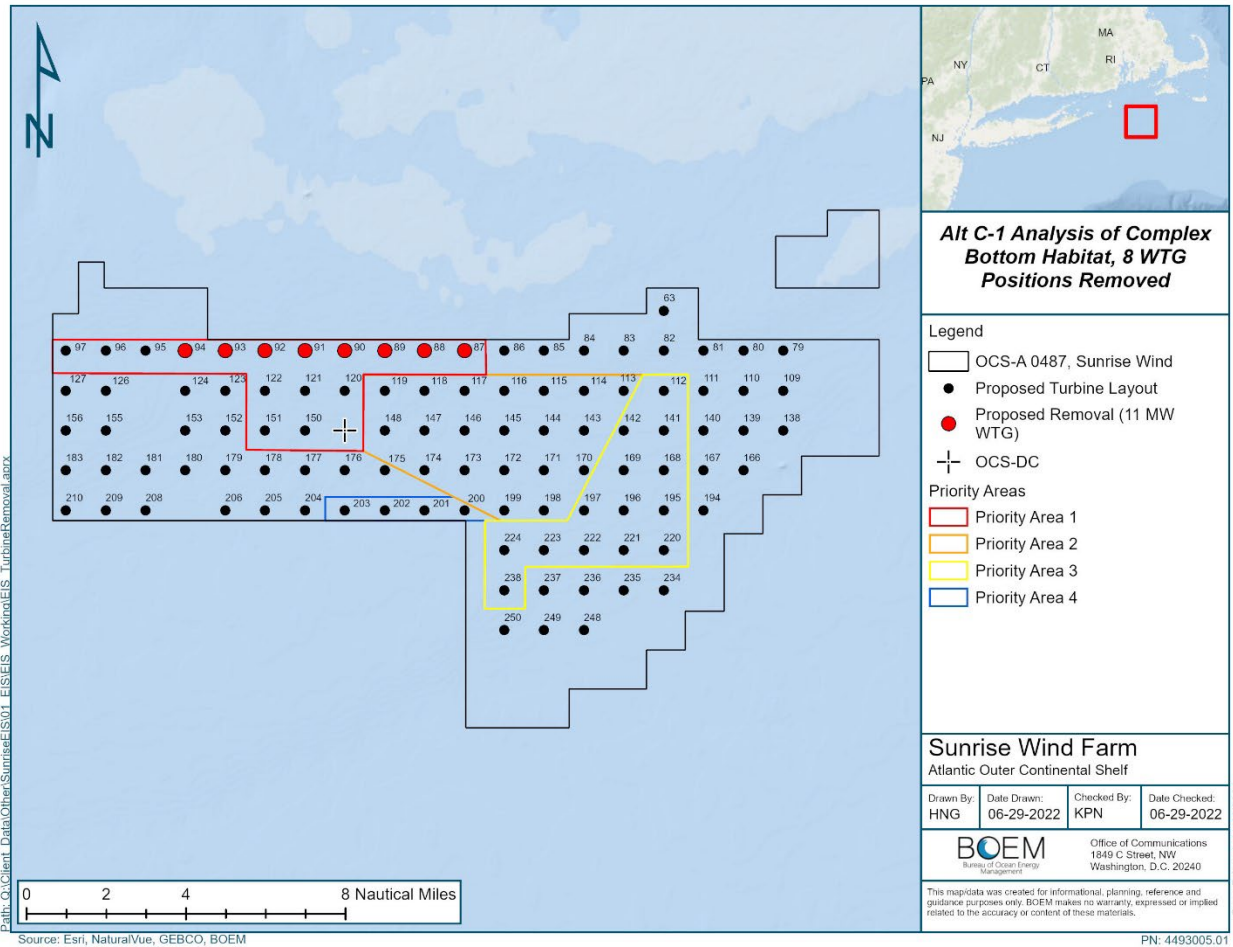 N
63
84
83
82
97
96
95
94
93
92
91
90
89
88
87
86
85
81
80
79
127
126
124
123
122
121
120
119
118
117
116
115
114
113
112
111
110
109
156
155
153
152
151
150
148
147
146
145
144
143
142
141
140
139
138
183
182
181
180
179
178
177
176
175
174
173
172
171
170
169
168
167
166
210
209
208
206
205
204
203
202
201
200
199
198
197
196
195
194
224
223
222
221
220
238
237
236
235
234
250
249
248
0 2 4 8 Nautical Miles
Path: Q:\Client_Data\Other\SunriseEIS\01_EIS\EIS_Working\EIS_TurbineRemoval.aprx
Source: Esri, NaturalVue, GEBCO, BOEM
MA
NY
CT
RI
PA
NJ
Alt C-1 Analysis of Complex
Bottom Habitat, 8 WTG
Positions Removed
Legend
OCS-A 0487, Sunrise Wind
Proposed Turbine Layout
Proposed Removal (11 MW
WTG)
OCS-DC
Priority Areas
Priority Area 1
Priority Area 2
Priority Area 3
Priority Area 4
Sunrise Wind Farm
Atlantic Outer Continental Shelf
Drawn By: Date Drawn: Checked By: Date Checked:
HNG 06-29-2022 KPN 06-29-2022
BOEM
Bureau of Ocean Energy
Management
Office of Communications
1849 C Street, NW
Washington, D.C. 20240
This map/data was created for informational, planning, reference and
guidance purposes only. BOEM makes no warranty, expressed or implied
related to the accuracy or content of these materials.
PN: 4493005.01